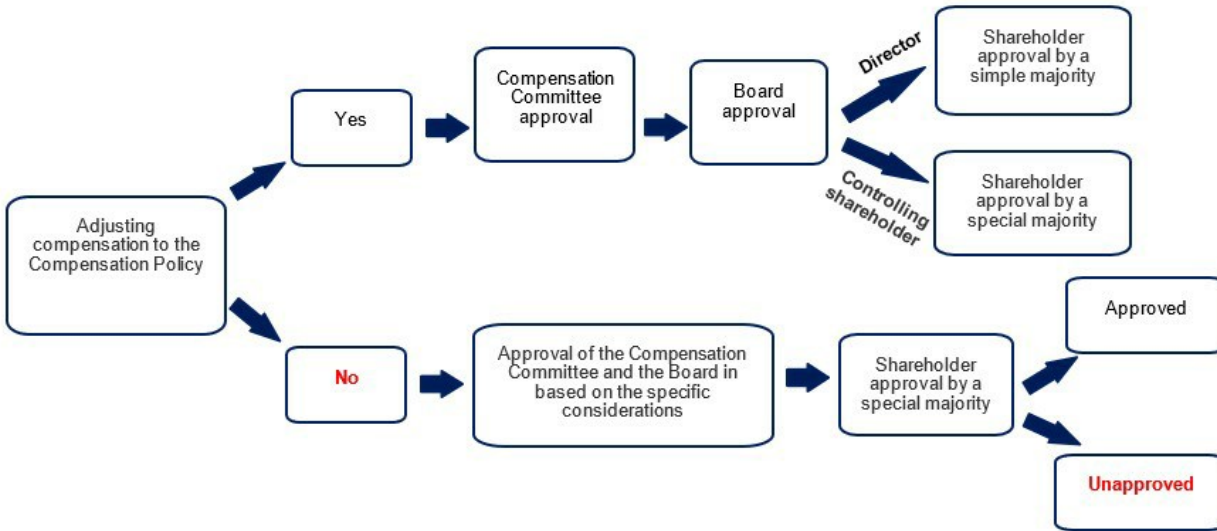 Adjusting
compensation to the
Compensation Policy
Yes
Compensation
Committee
approval
Board
approval
Director
Shareholder
approval by a
simple majority
Controlling
shareholder
Shareholder
approval by a
special majority
No
Approval of the Compensation
Committee and the Board in
based on the specific
considerations
Shareholder
approval by a
special majority
Approved
Unapproved